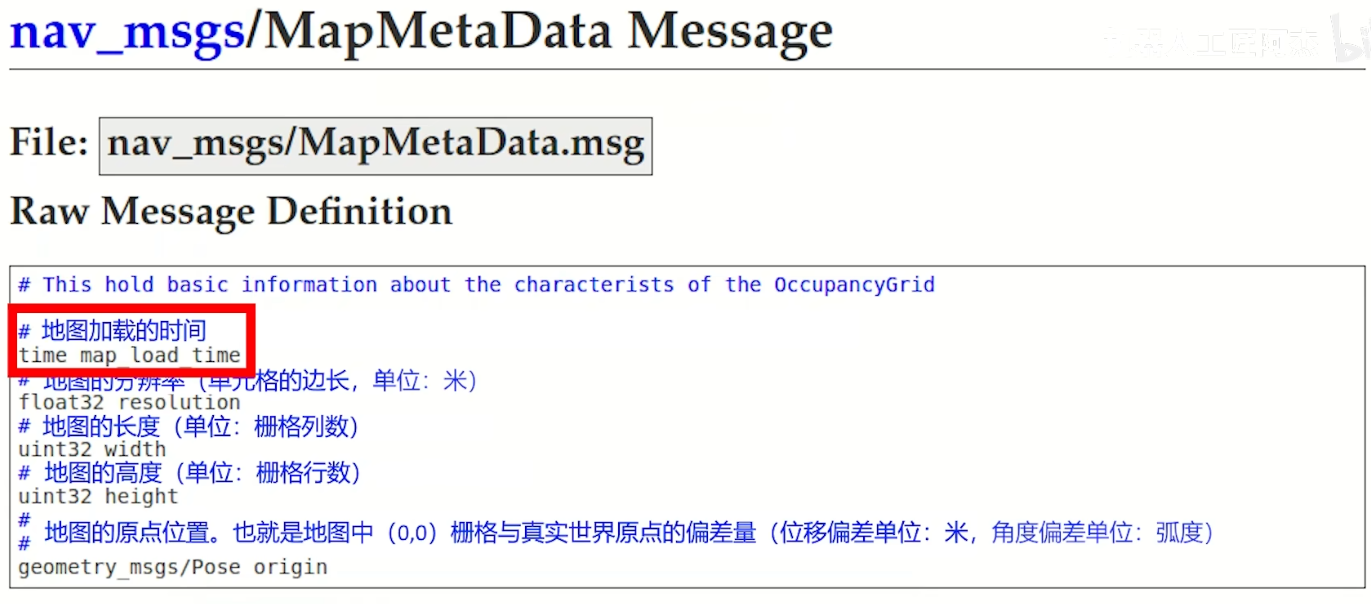 nav_msgs/MapMetaData Message
File: nav_msgs/MapMetaData.msg
Raw Message Definition
# This hold basic information about the characterists of the OccupancyGrid
# 地图加载的时间
time map_load_time
# 地图的分辨率（单元格的边长，单位：米）
float32 resolution
# 地图的长度（单位：栅格列数）
uint32 width
# 地图的高度（单位：栅格行数）
uint32 height
#
# 地图的原点位置。也就是地图中（0,0）栅格与真实世界原点的偏差量（位移偏差单位：米，角度偏差单位：弧度）
geometry_msgs/Pose origin